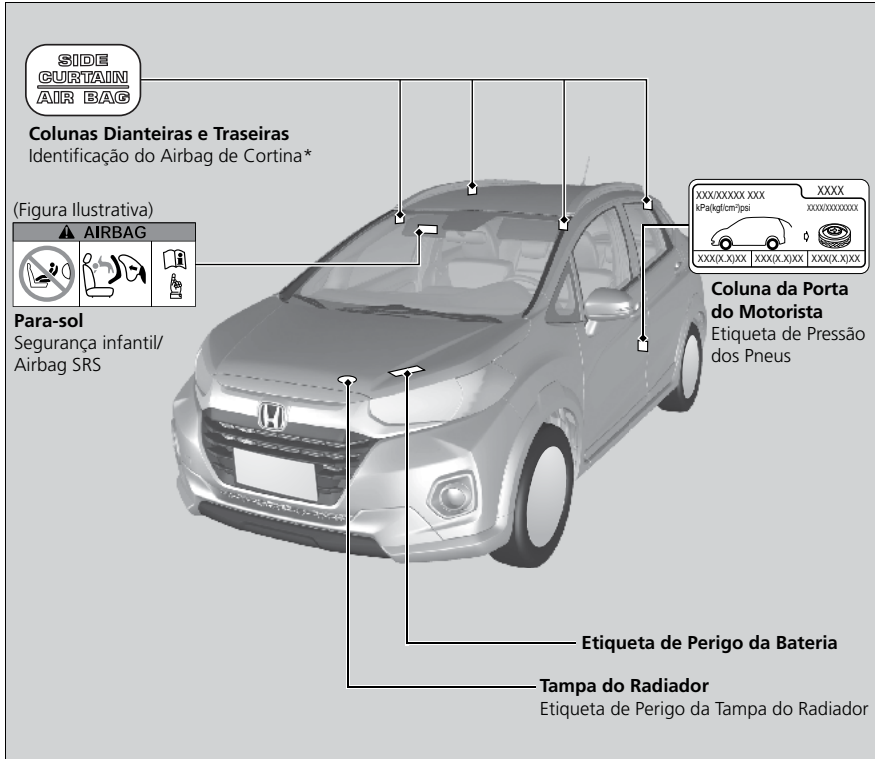 SIDE
CURTAIN
AIR BAG
Colunas Dianteiras e Traseiras
Identificação do Airbag de Cortina*
(Figura Ilustrativa)
AIRBAG
Para-sol
Segurança infantil/
Airbag SRS
XXX/XXXXX XXX
XXXX
kPa(kgf/cm²)psi
XXXX/XXXXXXXX
XXX(X.X)XX
XXX(X.X)XX
XXX(X.X)XX
Coluna da Porta
do Motorista
Etiqueta de Pressão
dos Pneus
Etiqueta de Perigo da Bateria
Tampa do Radiador
Etiqueta de Perigo da Tampa do Radiador